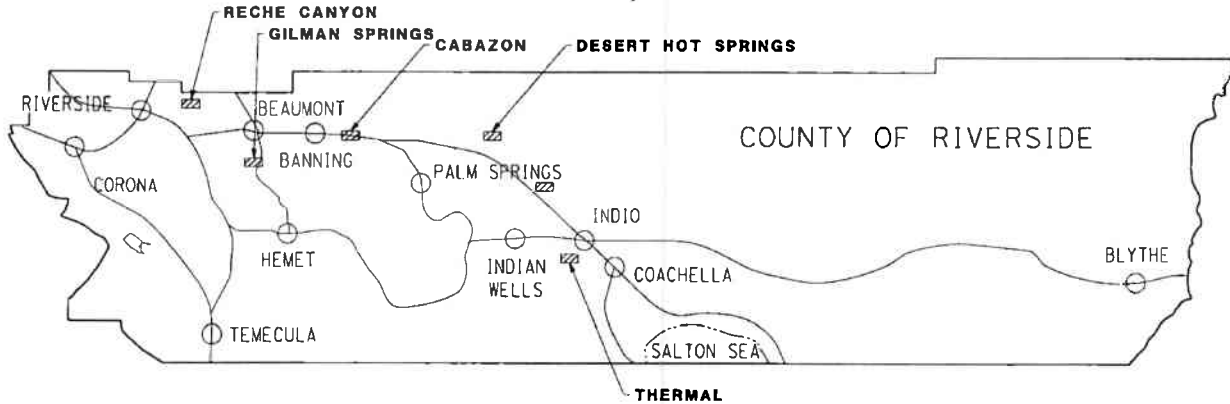 RECHE CANYON
GILMAN SPRINGS
CABAZON
DESERT HOT SPRINGS
RIVERSIDE
BEAUMONT
COUNTY OF RIVERSIDE
BANNING
PALM SPRINGS
CORONA
INDIO
HEMET
INDIAN
WELLS
COACHELLA
BLYTHE
TEMECULA
SALTON SEA
THERMAL